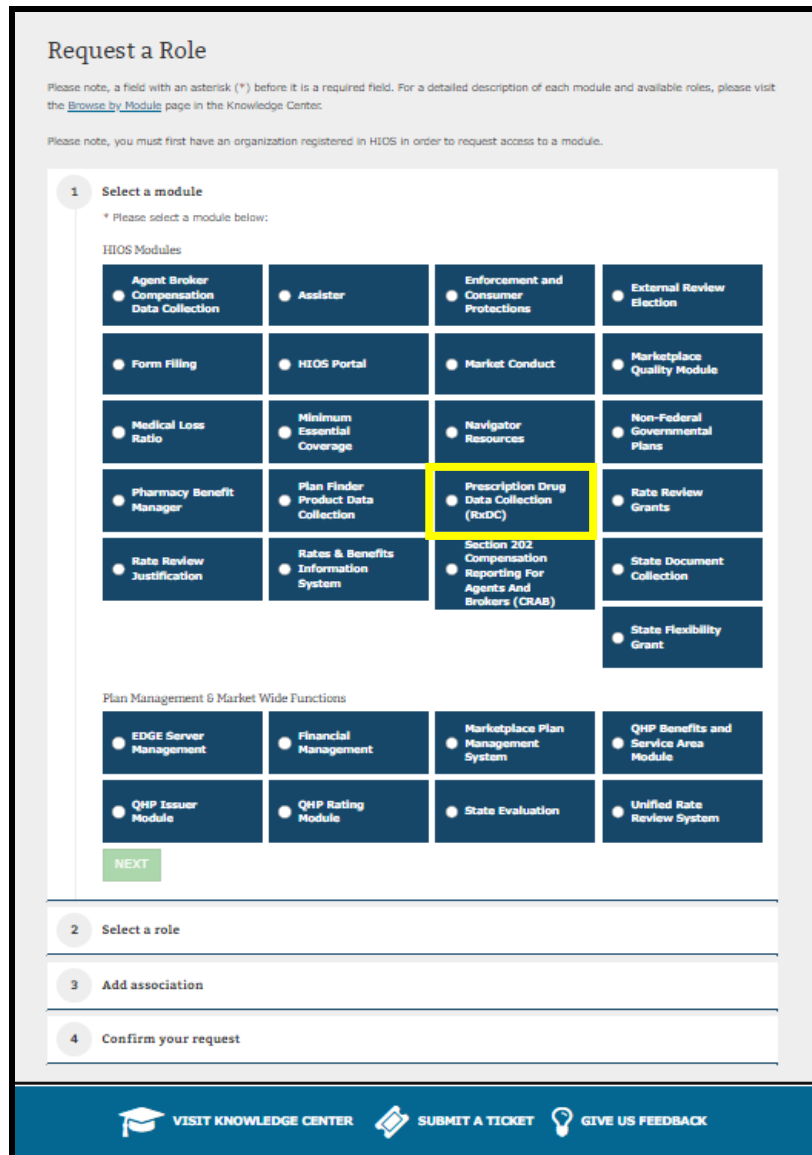 Request a Role
Please note, a field with an asterisk (*) before it is a required field. For a detailed description of each module and available roles, please visit
the Browse by Module page in the Knowledge Center.
Please note, you must first have an organization registered in HIOS in order to request access to a module.
1 Select a module
* Please select a module below:
HIOS Modules
Agent Broker
Compensation
Data Collection
Assister
Enforcement and
Consumer
Protections
External Review
Election
Form Filing
HIOS Portal
Market Conduct
Marketplace
Quality Module
Medical Loss
Ratio
Minimum
Essential
Coverage
Navigator
Resources
Non-Federal
Governmental
Plans
Pharmacy Benefit
Manager
Plan Finder
Product Data
Collection
Prescription Drug
Data Collection
(RxDC)
Rate Review
Grants
Rate Review
Justification
Rates & Benefits
Information
System
Section 202
Compensation
Reporting For
Agents And
Brokers (CRAB)
State Document
Collection
State Flexibility
Grant
Plan Management & Market Wide Functions
EDGE Server
Management
Financial
Management
Marketplace Plan
Management
System
QHP Benefits and
Service Area
Module
QHP Issuer
Module
QHP Rating
Module
State Evaluation
Unified Rate
Review System
NEXT
2 Select a role
3 Add association
4 Confirm your request
VISIT KNOWLEDGE CENTER SUBMIT A TICKET GIVE US FEEDBACK